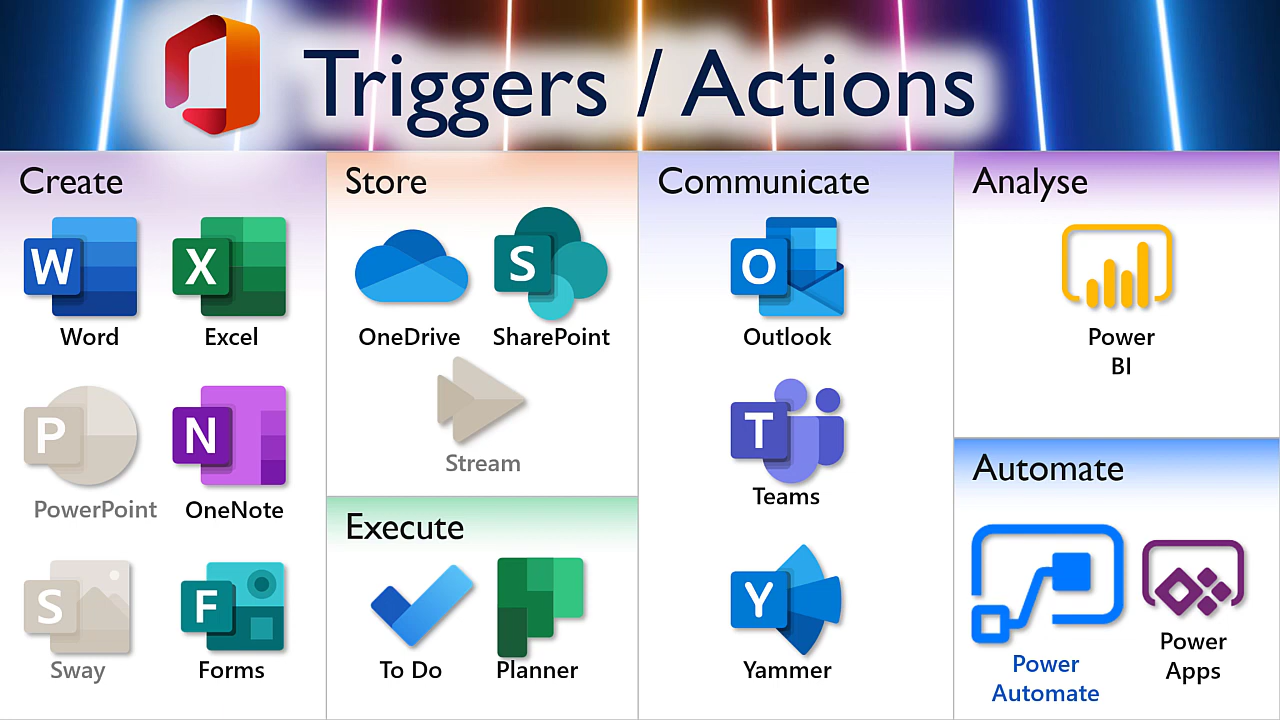 Triggers / Actions
Create
W
Word
X
Excel
P
PowerPoint
N
OneNote
S
Sway
F
Forms
Store
OneDrive
S
SharePoint
Stream
Execute
To Do
Planner
Communicate
O
Outlook
T
Teams
Y
Yammer
Analyse
Power
BI
Automate
Power
Automate
Power
Apps